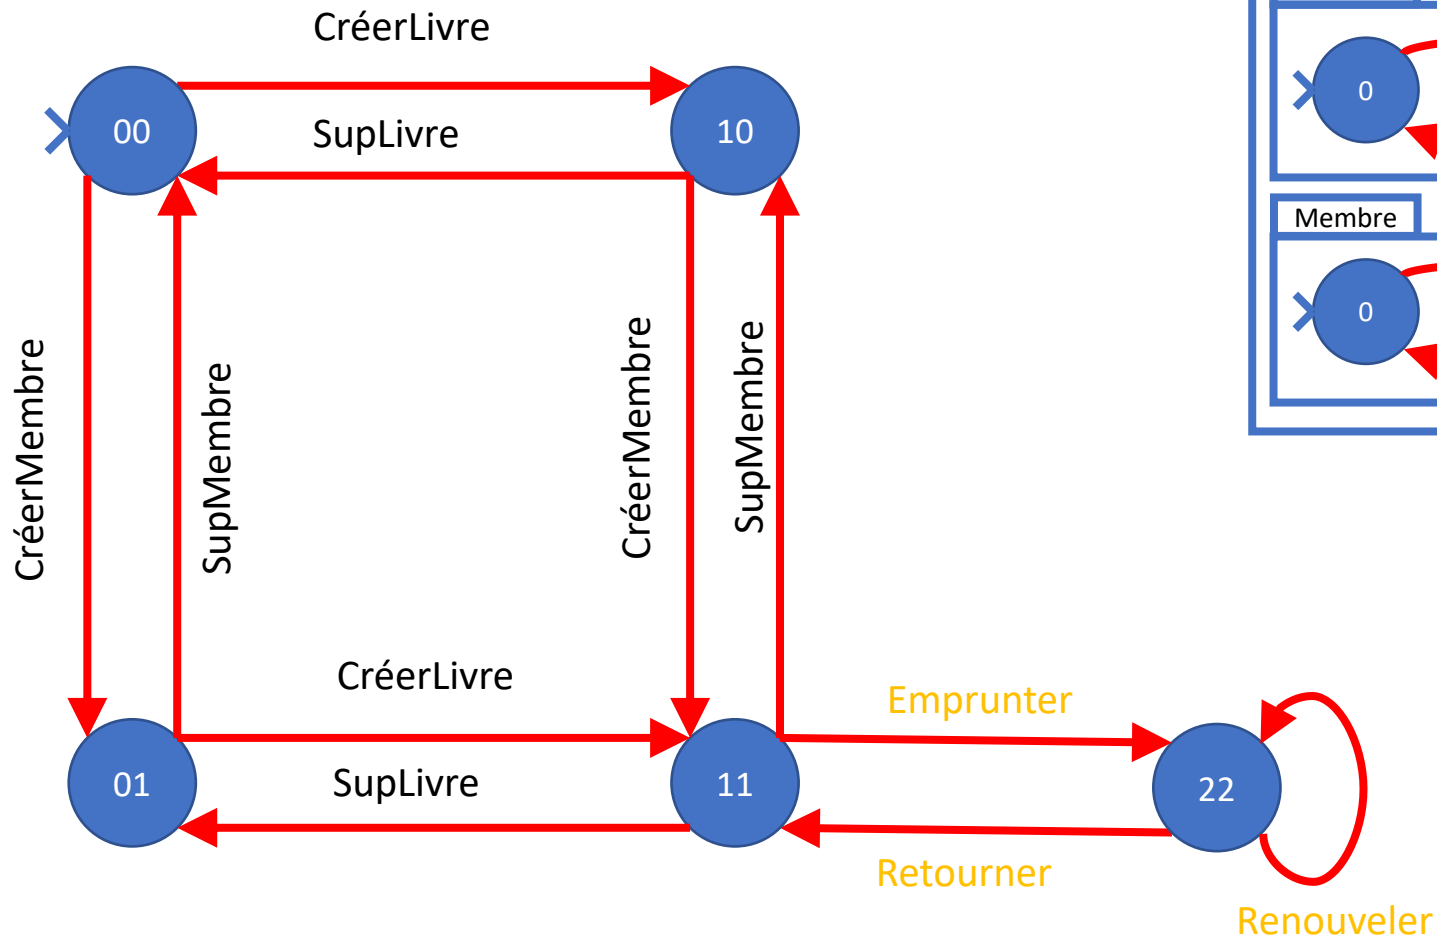 CréerLivre
00
SupLivre
10
0
Membre
0
CréerMembre
SupMembre
CréerMembre
SupMembre
CréerLivre
Emprunter
01
SupLivre
11
22
Retourner
Renouveler